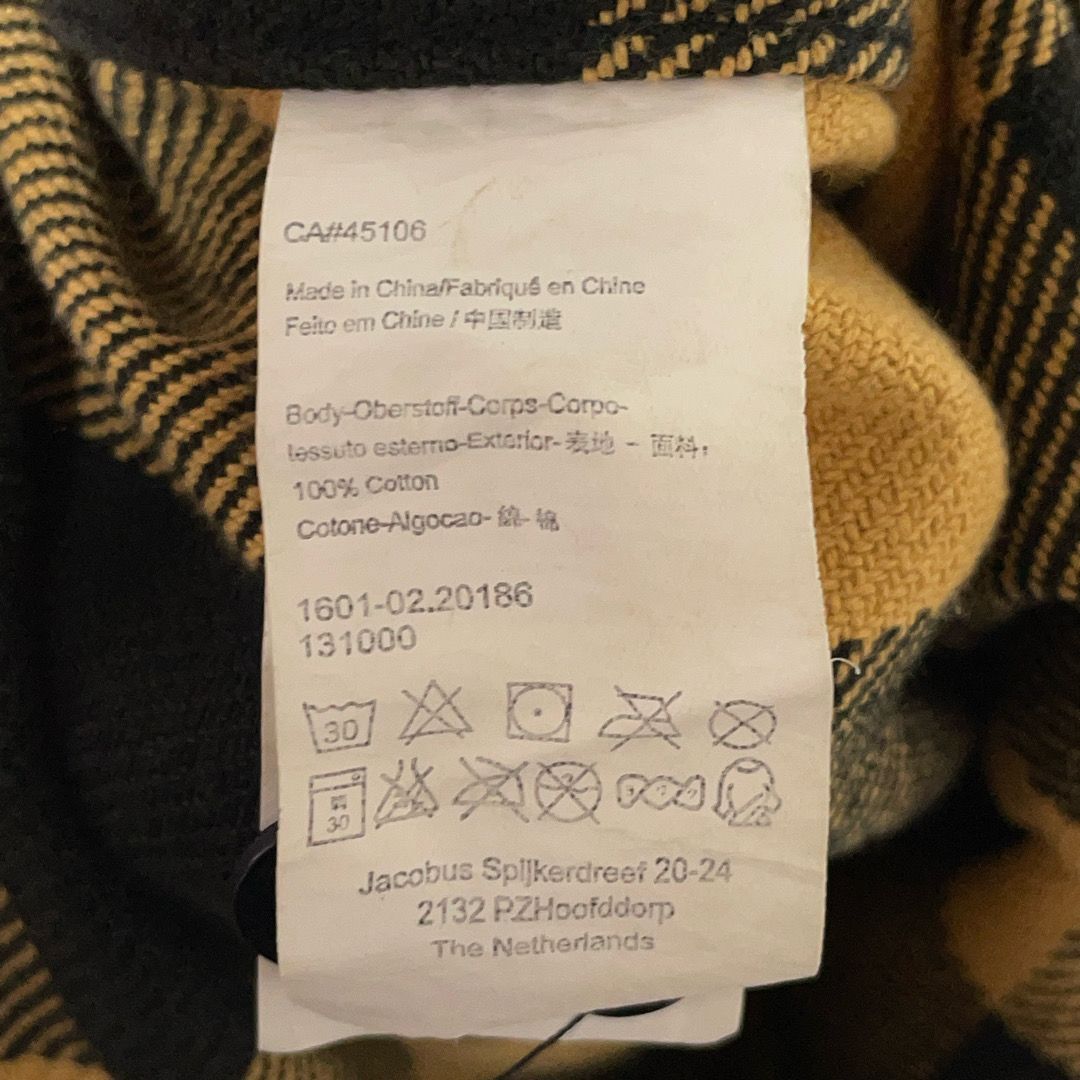 CA#45106
Made in China/Fabriqué en Chine
Feito em Chine / 中国制造
Body-Oberstoff-Corps-Corpo-
tessuto esterno-Exterior-表地 - 面料:
100% Cotton
Cotone-Algocao- 綿- 棉
1601-02.20186
131000
30
30
Jacobus Spijkerdreef 20-24
2132 PZHoofddorp
The Netherlands